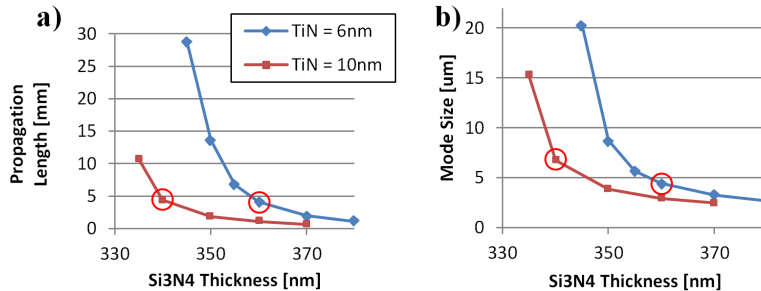 a)
Propagation
Length [mm]
30
25
20
15
10
5
0
330
350
370
Si3N4 Thickness [nm]
TiN = 6nm
TiN = 10nm
b)
Mode Size [um]
20
15
10
5
0
330
350
370
Si3N4 Thickness [nm]